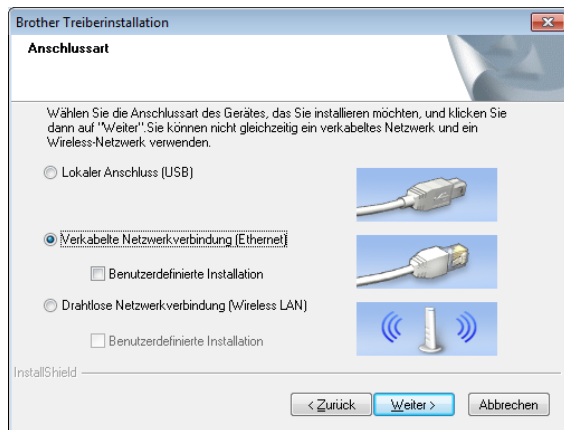 Brother Treiberinstallation
Anschlussart
Wählen Sie die Anschlussart des Gerätes, das Sie installieren möchten, und klicken Sie
dann auf "Weiter".Sie können nicht gleichzeitig ein verkabeltes Netzwerk und ein
Wireless-Netzwerk verwenden.
Lokaler Anschluss (USB)
Verkabelte Netzwerkverbindung (Ethernet)
Benutzerdefinierte Installation
Drahtlose Netzwerkverbindung (Wireless LAN)
Benutzerdefinierte Installation
InstallShield
< Zurück Weiter > Abbrechen